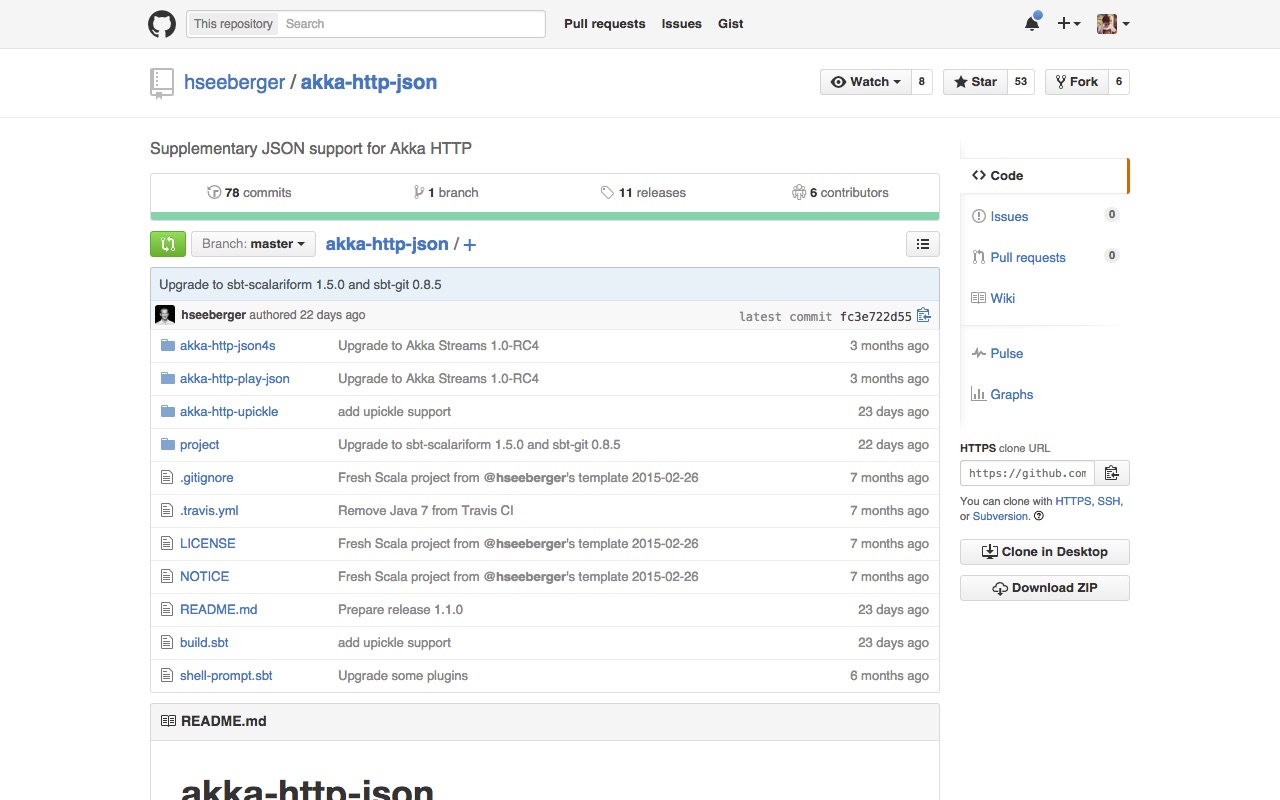 This repository Search Pull requests Issues Gist
hseeberger / akka-http-json Watch 8 Star 53 Fork 6
Supplementary JSON support for Akka HTTP
78 commits 1 branch 11 releases 6 contributors
Branch: master akka-http-json / +
Upgrade to sbt-scalariform 1.5.0 and sbt-git 0.8.5
hseeberger authored 22 days ago latest commit fc3e722d55
akka-http-json4s Upgrade to Akka Streams 1.0-RC4 3 months ago
akka-http-play-json Upgrade to Akka Streams 1.0-RC4 3 months ago
akka-http-upickle add upickle support 23 days ago
project Upgrade to sbt-scalariform 1.5.0 and sbt-git 0.8.5 22 days ago
.gitignore Fresh Scala project from @hseeberger's template 2015-02-26 7 months ago
.travis.yml Remove Java 7 from Travis CI 7 months ago
LICENSE Fresh Scala project from @hseeberger's template 2015-02-26 7 months ago
NOTICE Fresh Scala project from @hseeberger's template 2015-02-26 7 months ago
README.md Prepare release 1.1.0 23 days ago
build.sbt add upickle support 23 days ago
shell-prompt.sbt Upgrade some plugins 6 months ago
README.md
akka-http-json
Code
Issues 0
Pull requests 0
Wiki
Pulse
Graphs
HTTPS clone URL
https://github.com
You can clone with HTTPS, SSH,
or Subversion.
Clone in Desktop
Download ZIP